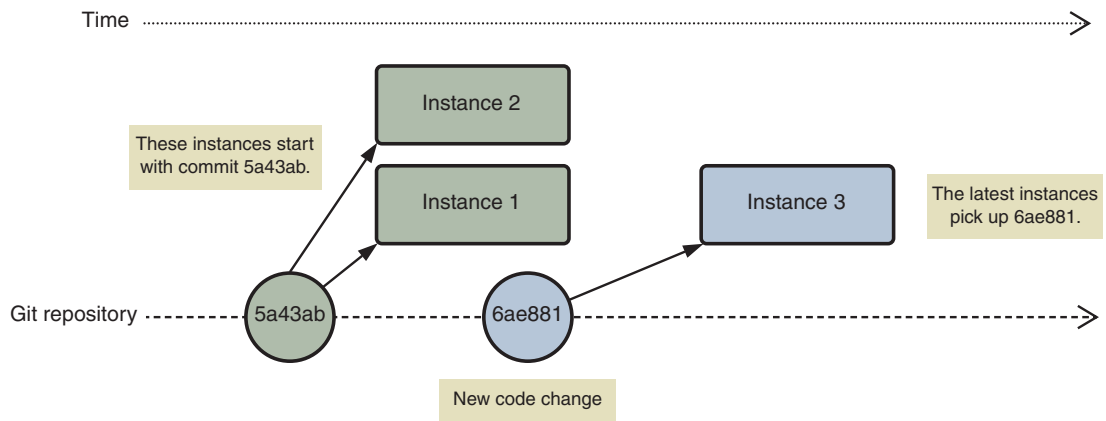 Time
Instance 2
These instances start
with commit 5a43ab.
Instance 1
Instance 3
The latest instances
pick up 6ae881.
Git repository
5a43ab
6ae881
New code change